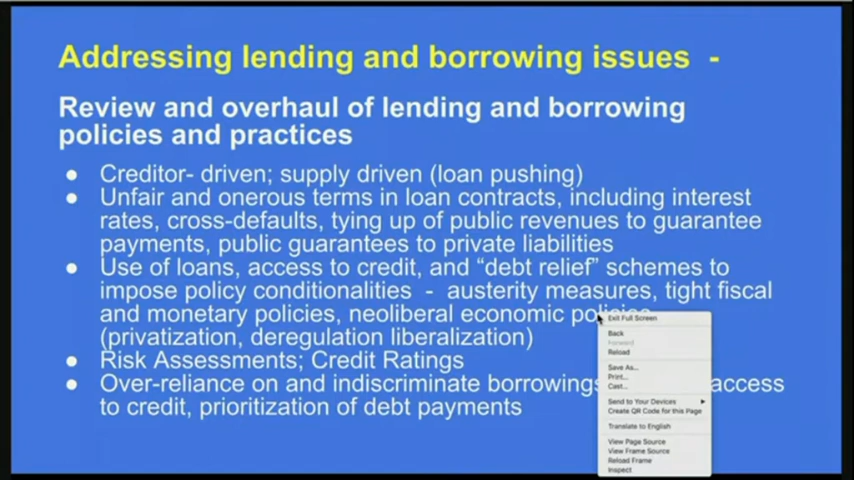 Addressing lending and borrowing issues -
Review and overhaul of lending and borrowing
policies and practices
● Creditor- driven; supply driven (loan pushing)
● Unfair and onerous terms in loan contracts, including interest
rates, cross-defaults, tying up of public revenues to guarantee
payments, public guarantees to private liabilities
● Use of loans, access to credit, and “debt relief” schemes to
impose policy conditionalities - austerity measures, tight fiscal
and monetary policies, neoliberal economic
(privatization, deregulation liberalization)
● Risk Assessments; Credit Ratings
● Over-reliance on and indiscriminate borrowings access
to credit, prioritization of debt payments
Exit Full Screen
Back
Forward
Reload
Save As...
Print...
Cast...
Send to Your Devices
Create QR Code for this Page
Translate to English
View Page Source
View Frame Source
Reload Frame
Inspect